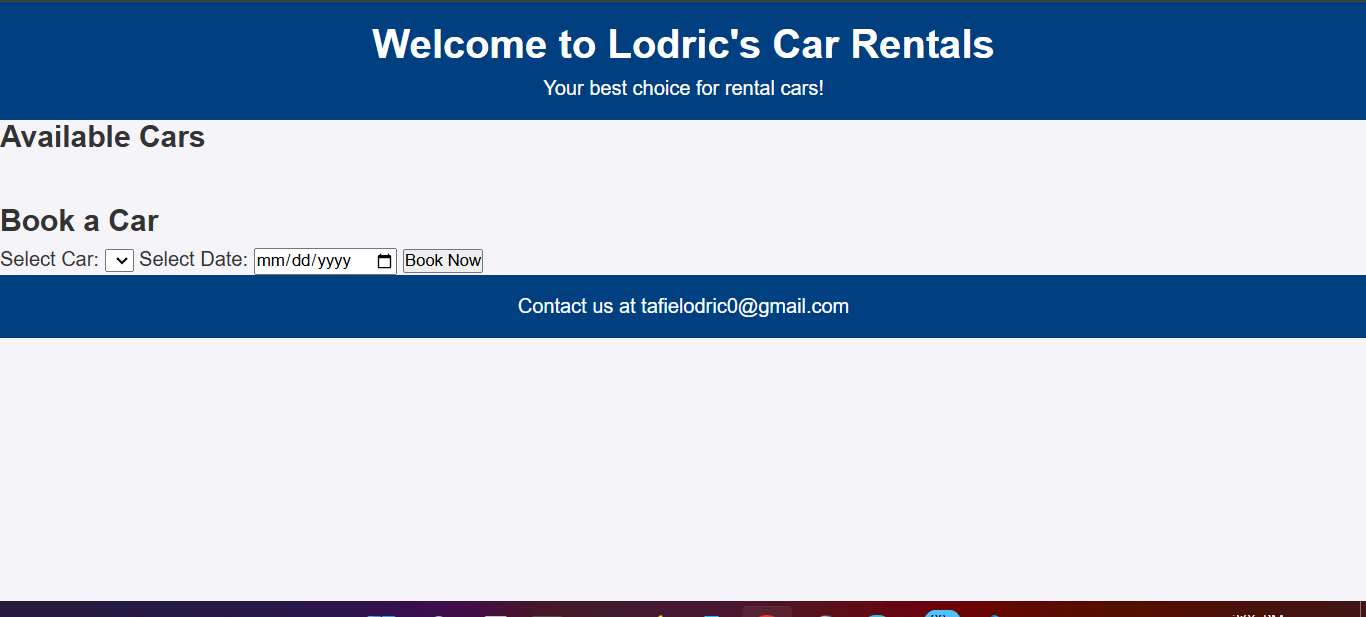 Welcome to Lodric's Car Rentals
Your best choice for rental cars!
Available Cars
Book a Car
Select Car: Select Date: mm/dd/yyyy Book Now
Contact us at tafielodric0@gmail.com